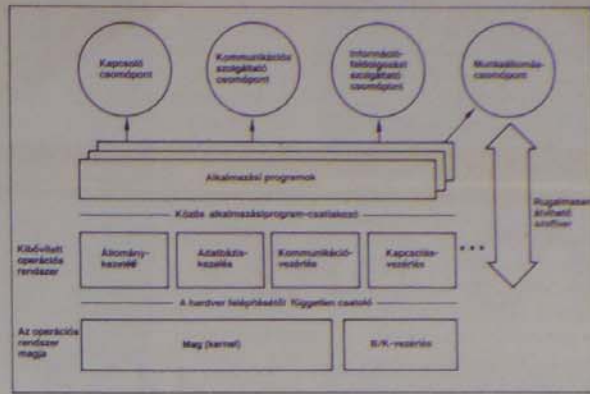 Kapcsoló
csomópont
Kommunikációs
szolgáltató
csomópont
Információ-
feldolgozást
szolgáltató
csomópont
Munkaállomás-
csomópont
Alkalmazási programok
Közös alkalmazásiprogram-csatlakozó
Rugalmasan
átvihető
szoftver
Kibővített
operációs
rendszer
Állomány-
kezelés
Adatbázis-
kezelés
Kommunikáció-
vezérlés
Kapcsolás-
vezérlés
A hardver felépítésétől független csatoló
Az operációs
rendszer
magja
Mag (kernel)
B/K-vezérlés